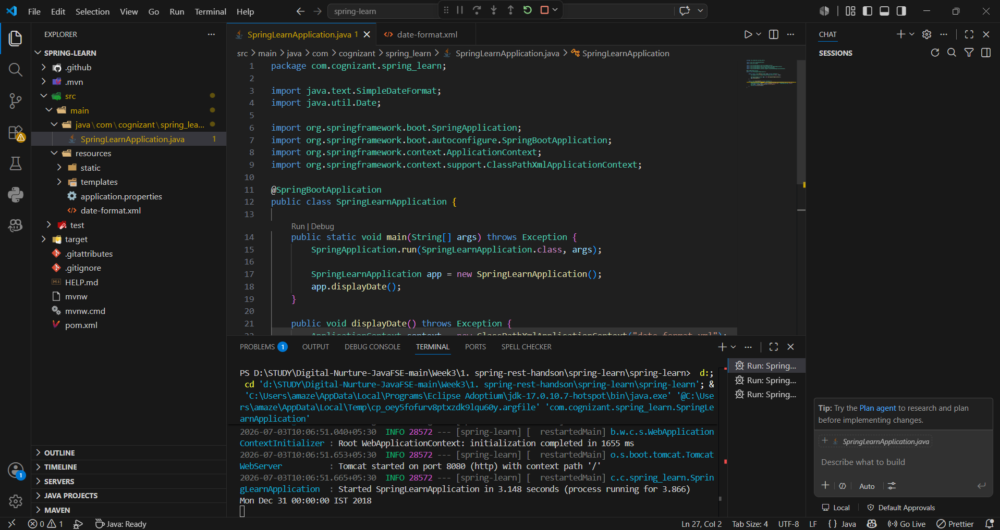 File Edit Selection View Go Run Terminal Help
spring-learn
EXPLORER
SPRING-LEARN
.github
.mvn
src
main
java\com\cognizant\spring_lea...
SpringLearnApplication.java 1
resources
static
templates
application.properties
date-format.xml
test
target
.gitattributes
.gitignore
HELP.md
mvnw
mvnw.cmd
pom.xml
OUTLINE
TIMELINE
SERVERS
JAVA PROJECTS
MAVEN
SpringLearnApplication.java 1
date-format.xml
src > main > java > com > cognizant > spring_learn > SpringLearnApplication.java > SpringLearnApplication
1 package com.cognizant.spring_learn;
2
3 import java.text.SimpleDateFormat;
4 import java.util.Date;
5
6 import org.springframework.boot.SpringApplication;
7 import org.springframework.boot.autoconfigure.SpringBootApplication;
8 import org.springframework.context.ApplicationContext;
9 import org.springframework.context.support.ClassPathXmlApplicationContext;
10
11 @SpringBootApplication
12 public class SpringLearnApplication {
13
Run | Debug
14 public static void main(String[] args) throws Exception {
15 SpringApplication.run(SpringLearnApplication.class, args);
16
17 SpringLearnApplication app = new SpringLearnApplication();
18 app.displayDate();
19 }
20
21 public void displayDate() throws Exception {
22 ApplicationContext context = new ClassPathXmlApplicationContext("date-format.xml");
PROBLEMS 1 OUTPUT DEBUG CONSOLE TERMINAL PORTS SPELL CHECKER
PS D:\STUDY\Digital-Nurture-JavaFSE-main\Week3\1. spring-rest-handson\spring-learn\spring-learn> d:;
cd 'd:\STUDY\Digital-Nurture-JavaFSE-main\Week3\1. spring-rest-handson\spring-learn\spring-learn'; &
'C:\Users\amaze\AppData\Local\Programs\Eclipse Adoptium\jdk-17.0.10.7-hotspot\bin\java.exe' '@C:\Use
rs\amaze\AppData\Local\Temp\cp_oey5fofurv8ptxzdk9lqu60y.argfile' 'com.cognizant.spring_learn.SpringLe
arnApplication'
2026-07-03T10:06:51.040+05:30 INFO 28572 --- [spring-learn] [ restartedMain] b.w.c.s.WebApplication
ContextInitializer : Root WebApplicationContext: initialization completed in 1655 ms
2026-07-03T10:06:51.653+05:30 INFO 28572 --- [spring-learn] [ restartedMain] o.s.boot.tomcat.Tomcat
WebServer : Tomcat started on port 8080 (http) with context path '/'
2026-07-03T10:06:51.665+05:30 INFO 28572 --- [spring-learn] [ restartedMain] c.c.spring_learn.Sprin
gLearnApplication : Started SpringLearnApplication in 3.148 seconds (process running for 3.866)
Mon Dec 31 00:00:00 IST 2018
Run: Spring...
Run: Spring...
Run: Spring...
CHAT
SESSIONS
Tip: Try the Plan agent to research and plan
before implementing changes.
SpringLearnApplication.java
Describe what to build
Auto
Local Default Approvals
1
0 1 Java: Ready
Ln 27, Col 2 Tab Size: 4 UTF-8 LF {} Java Go Live Prettier